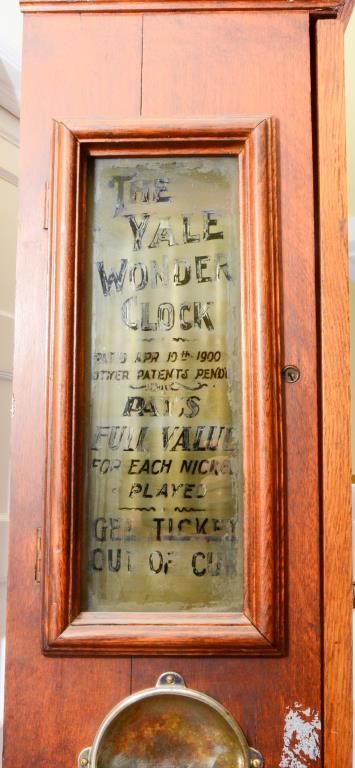 THE
YALE
WONDER
CLOCK
PAT'D APR 10th 1900
OTHER PATENTS PEND
PAYS
FULL VALUE
FOR EACH NICKEL
PLAYED
GET TICKET
OUT OF CUP